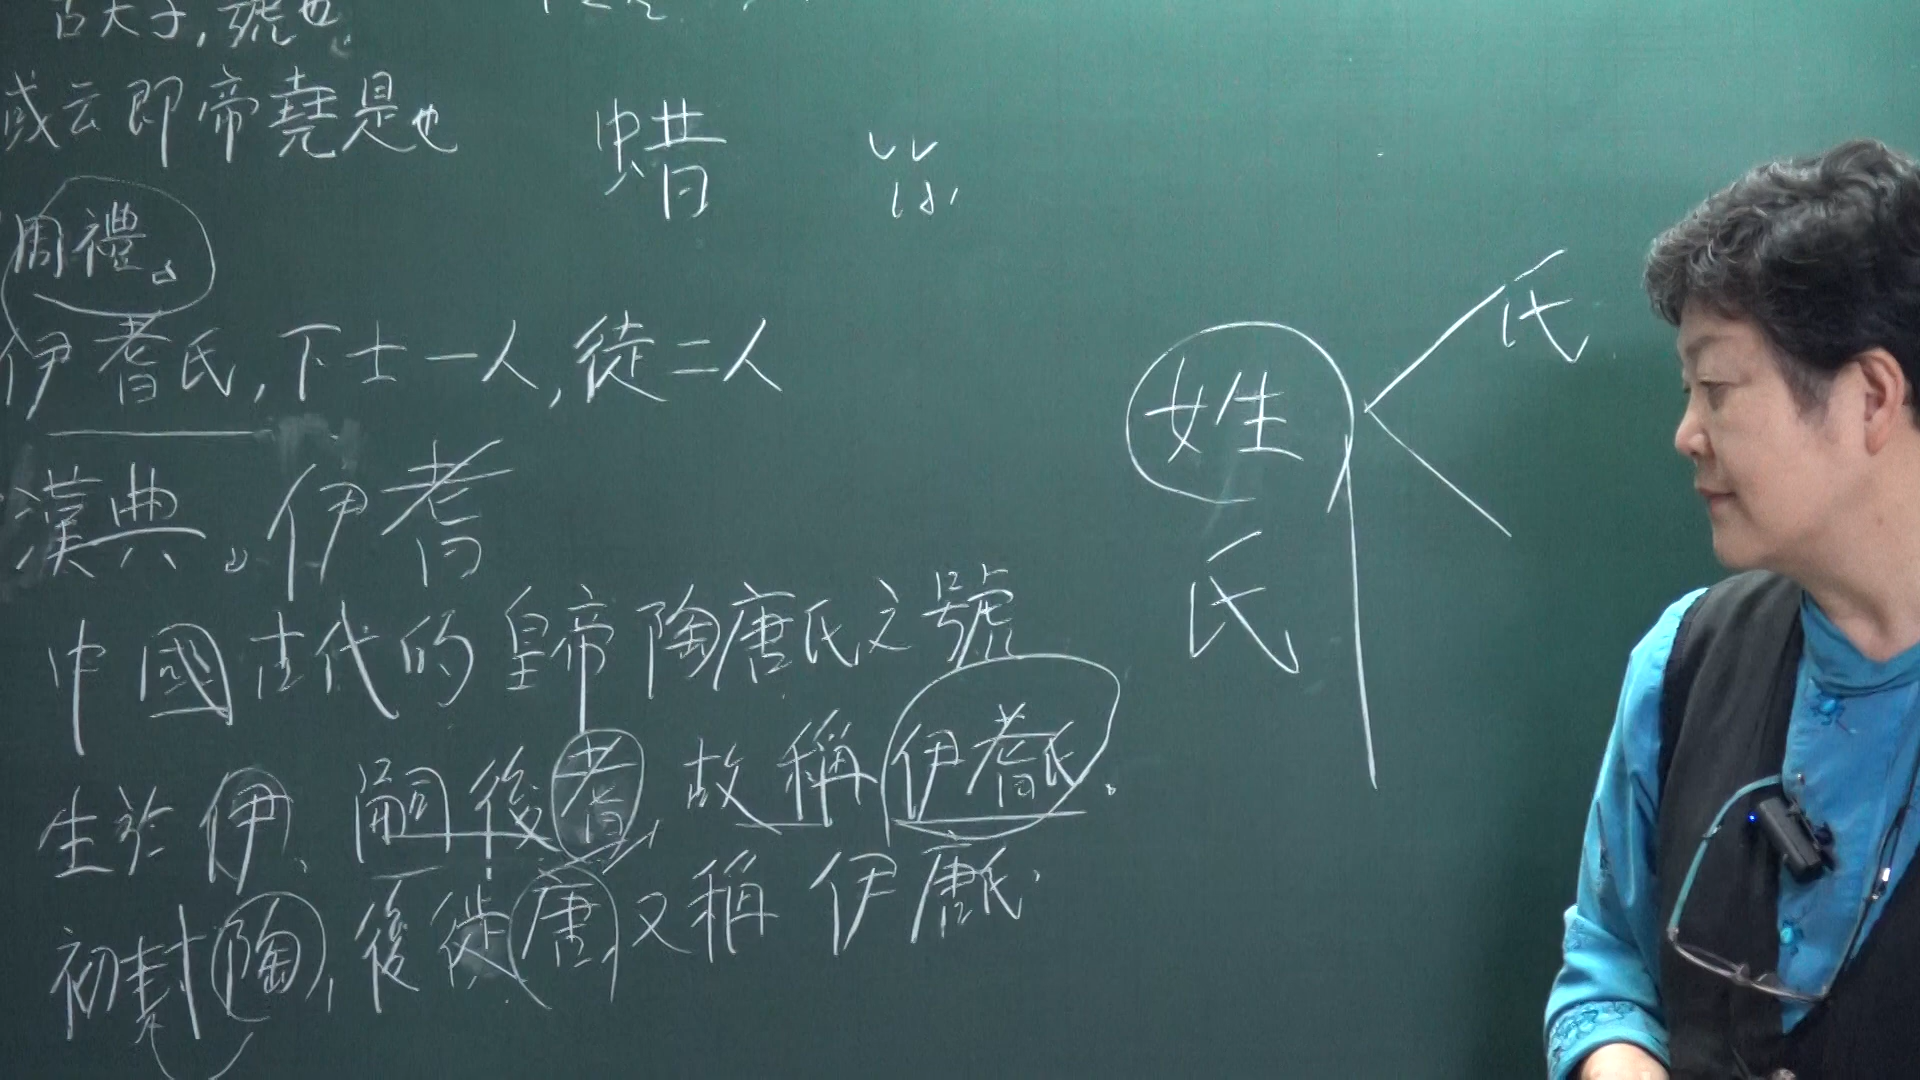 古天子,號也。
或云即帝堯是也
蜡
周禮』
伊耆氏,下士一人,徒二人
漢典』伊耆
中國古代的皇帝陶唐氏之號
生於伊、嗣後耆,故稱伊耆氏.
初封陶,後徙唐,又稱伊唐氏.
姓
氏
氏